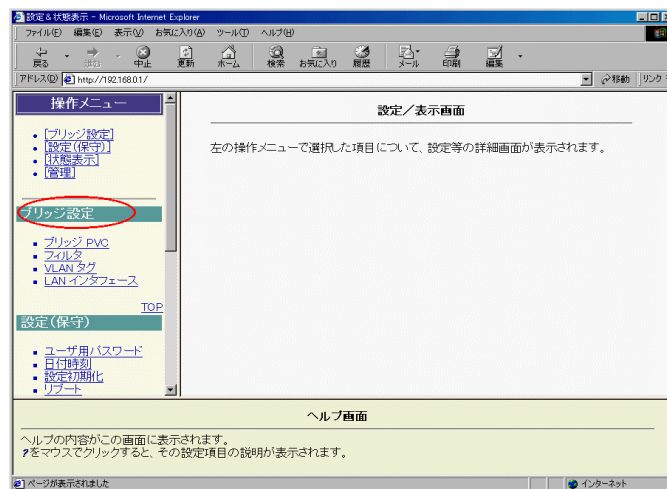 設定&状態表示 - Microsoft Internet Explorer
ファイル(F) 編集(E) 表示(V) お気に入り(A) ツール(T) ヘルプ(H)
戻る 進む 中止 更新 ホーム 検索 お気に入り 履歴 メール 印刷 編集
アドレス(D) http://192.168.0.1/ 移動 リンク
操作メニュー
[ブリッジ設定]
[設定(保守)]
[状態表示]
[管理]
ブリッジ設定
ブリッジ PVC
フィルタ
VLAN タグ
LAN インタフェース
TOP
設定(保守)
ユーザ用パスワード
日付時刻
設定初期化
リブート
設定/表示画面
左の操作メニューで選択した項目について、設定等の詳細画面が表示されます。
ヘルプ画面
ヘルプの内容がこの画面に表示されます。
?をマウスでクリックすると、その設定項目の説明が表示されます。
ページが表示されました インターネット